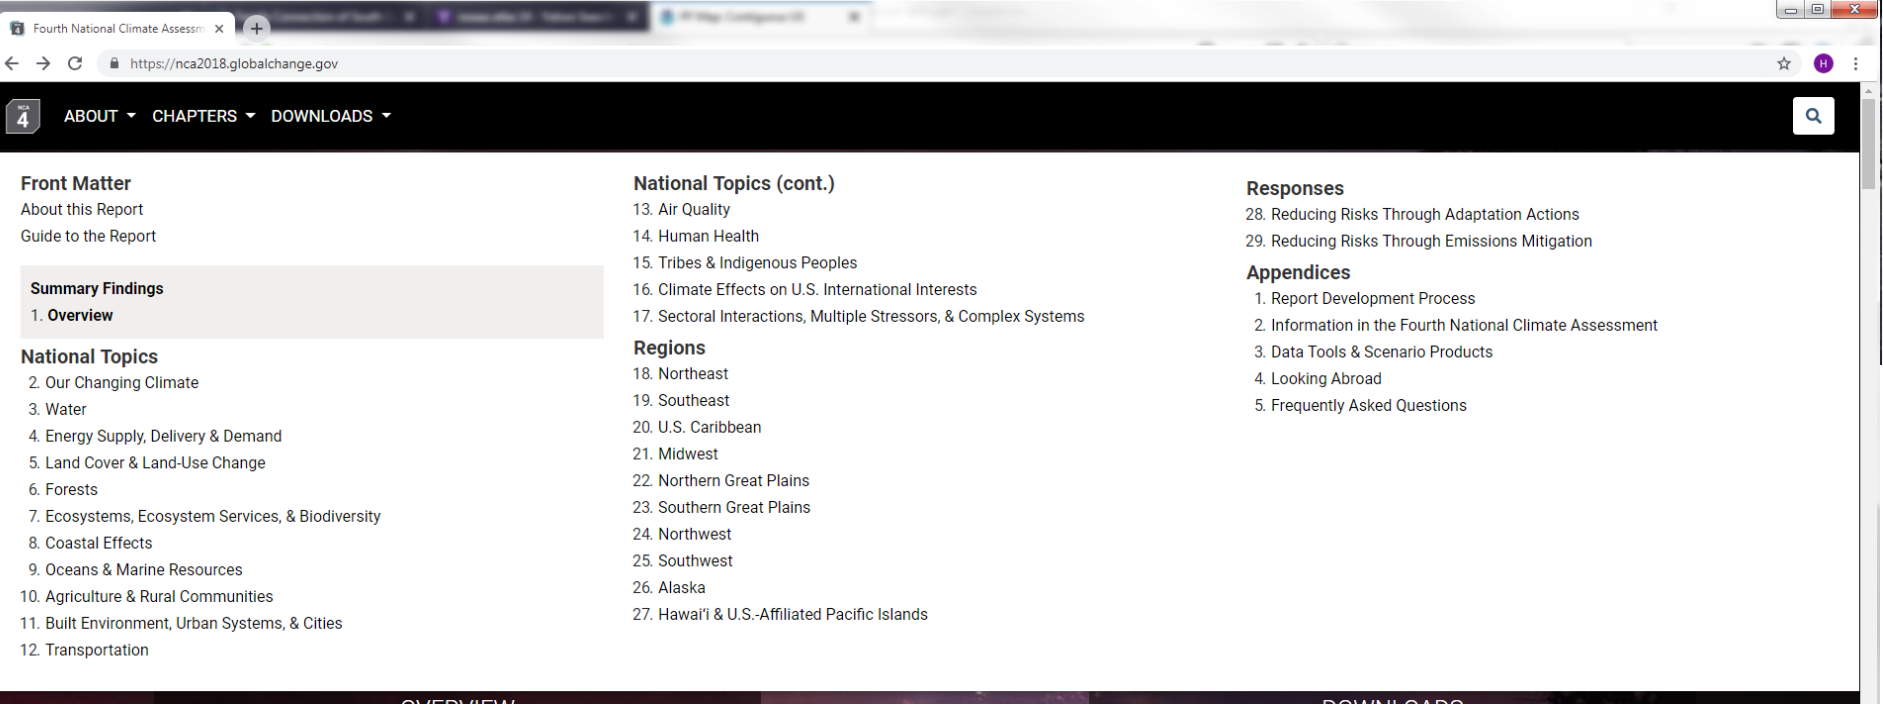 Fourth National Climate Assessm
https://nca2018.globalchange.gov
H
NCA
4
ABOUT
CHAPTERS
DOWNLOADS
Front Matter
About this Report
Guide to the Report
Summary Findings
1. Overview
National Topics
2. Our Changing Climate
3. Water
4. Energy Supply, Delivery & Demand
5. Land Cover & Land-Use Change
6. Forests
7. Ecosystems, Ecosystem Services, & Biodiversity
8. Coastal Effects
9. Oceans & Marine Resources
10. Agriculture & Rural Communities
11. Built Environment, Urban Systems, & Cities
12. Transportation
National Topics (cont.)
13. Air Quality
14. Human Health
15. Tribes & Indigenous Peoples
16. Climate Effects on U.S. International Interests
17. Sectoral Interactions, Multiple Stressors, & Complex Systems
Regions
18. Northeast
19. Southeast
20. U.S. Caribbean
21. Midwest
22. Northern Great Plains
23. Southern Great Plains
24. Northwest
25. Southwest
26. Alaska
27. Hawaiʻi & U.S.-Affiliated Pacific Islands
Responses
28. Reducing Risks Through Adaptation Actions
29. Reducing Risks Through Emissions Mitigation
Appendices
1. Report Development Process
2. Information in the Fourth National Climate Assessment
3. Data Tools & Scenario Products
4. Looking Abroad
5. Frequently Asked Questions
OVERVIEW
DOWNLOADS